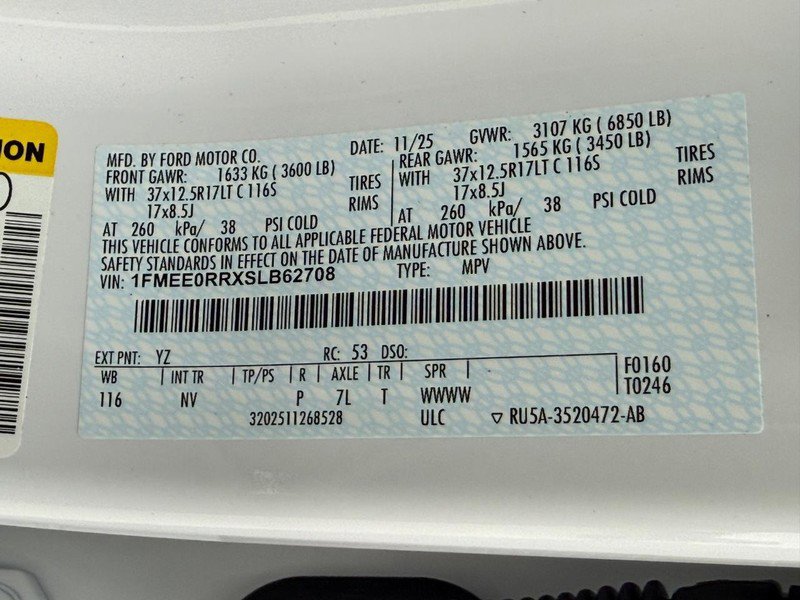 ION
MFD. BY FORD MOTOR CO. DATE: 11/25 GVWR: 3107 KG ( 6850 LB)
FRONT GAWR: 1633 KG ( 3600 LB) REAR GAWR: 1565 KG ( 3450 LB)
WITH 37x12.5R17LT C 116S TIRES WITH 37x12.5R17LT C 116S TIRES
17x8.5J RIMS 17x8.5J RIMS
AT 260 kPa/ 38 PSI COLD AT 260 kPa/ 38 PSI COLD
THIS VEHICLE CONFORMS TO ALL APPLICABLE FEDERAL MOTOR VEHICLE
SAFETY STANDARDS IN EFFECT ON THE DATE OF MANUFACTURE SHOWN ABOVE.
VIN: 1FMEE0RRXSLB62708 TYPE: MPV
EXT PNT: YZ RC: 53 DSO:
WB INT TR TP/PS R AXLE TR SPR F0160
116 NV P 7L T WWWW T0246
3202511268528 ULC ▽ RU5A-3520472-AB